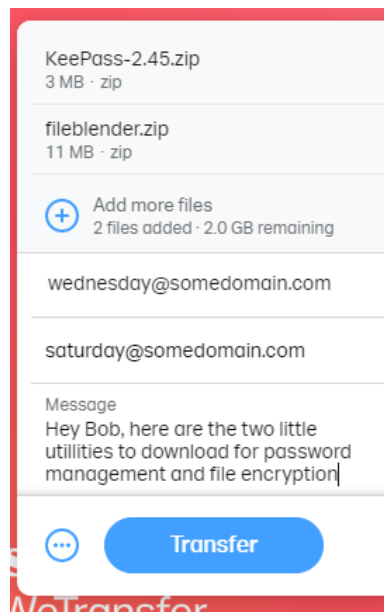 KeePass-2.45.zip
3 MB · zip
fileblender.zip
11 MB · zip
Add more files
2 files added · 2.0 GB remaining
wednesday@somedomain.com
saturday@somedomain.com
Message
Hey Bob, here are the two little
utillities to download for password
management and file encryption
Transfer
WeTransfer